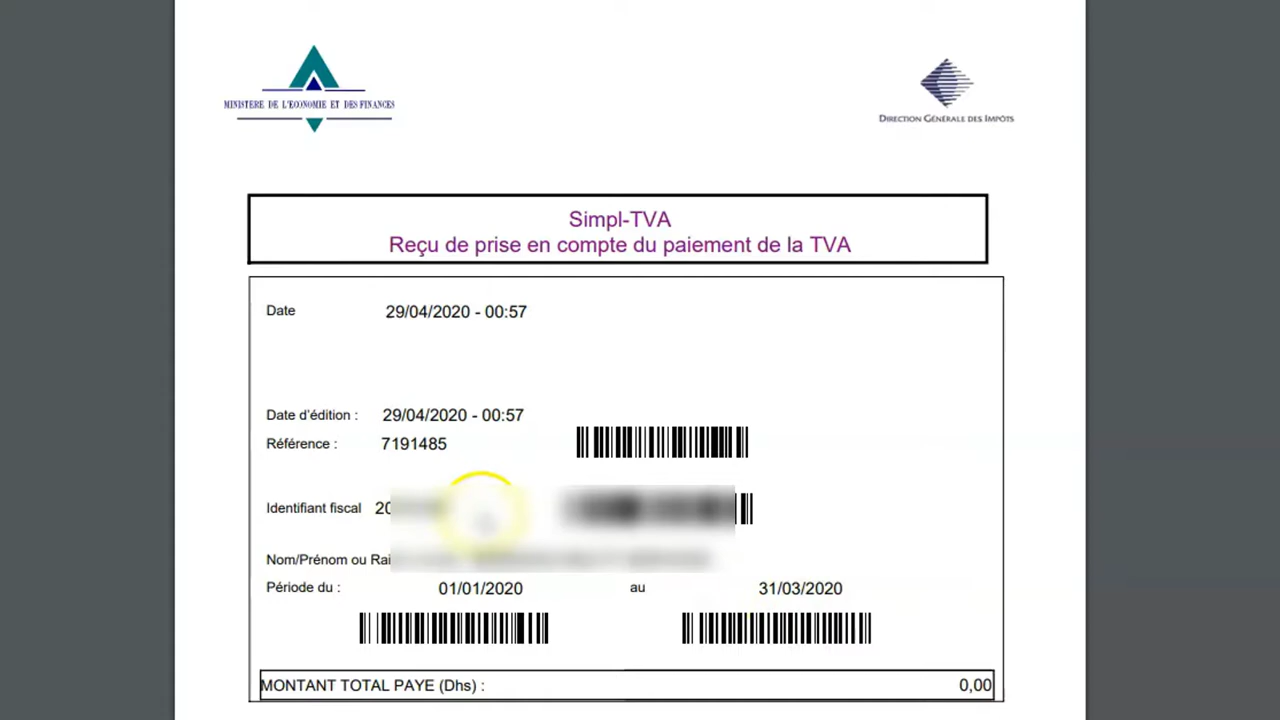 MINISTERE DE L'ECONOMIE ET DES FINANCES
DIRECTION GÉNÉRALE DES IMPÔTS
Simpl-TVA
Reçu de prise en compte du paiement de la TVA
Date 29/04/2020 - 00:57
Date d'édition : 29/04/2020 - 00:57
Référence : 7191485
Identifiant fiscal 20
Nom/Prénom ou Rai
Période du : 01/01/2020 au 31/03/2020
MONTANT TOTAL PAYE (Dhs) : 0,00